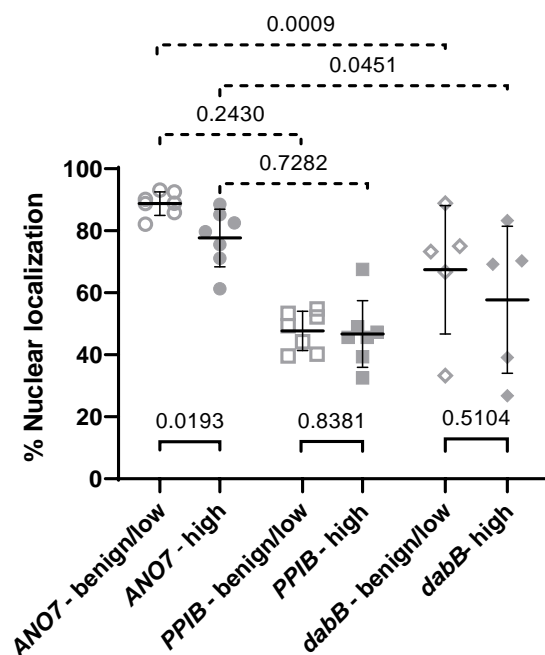 0.0009
0.0451
0.2430
0.7282
% Nuclear localization
100
80
60
40
20
0
0.0193
0.8381
0.5104
ANO7 - benign/low
ANO7 - high
PPIB - benign/low
PPIB - high
dabB - benign/low
dabB- high